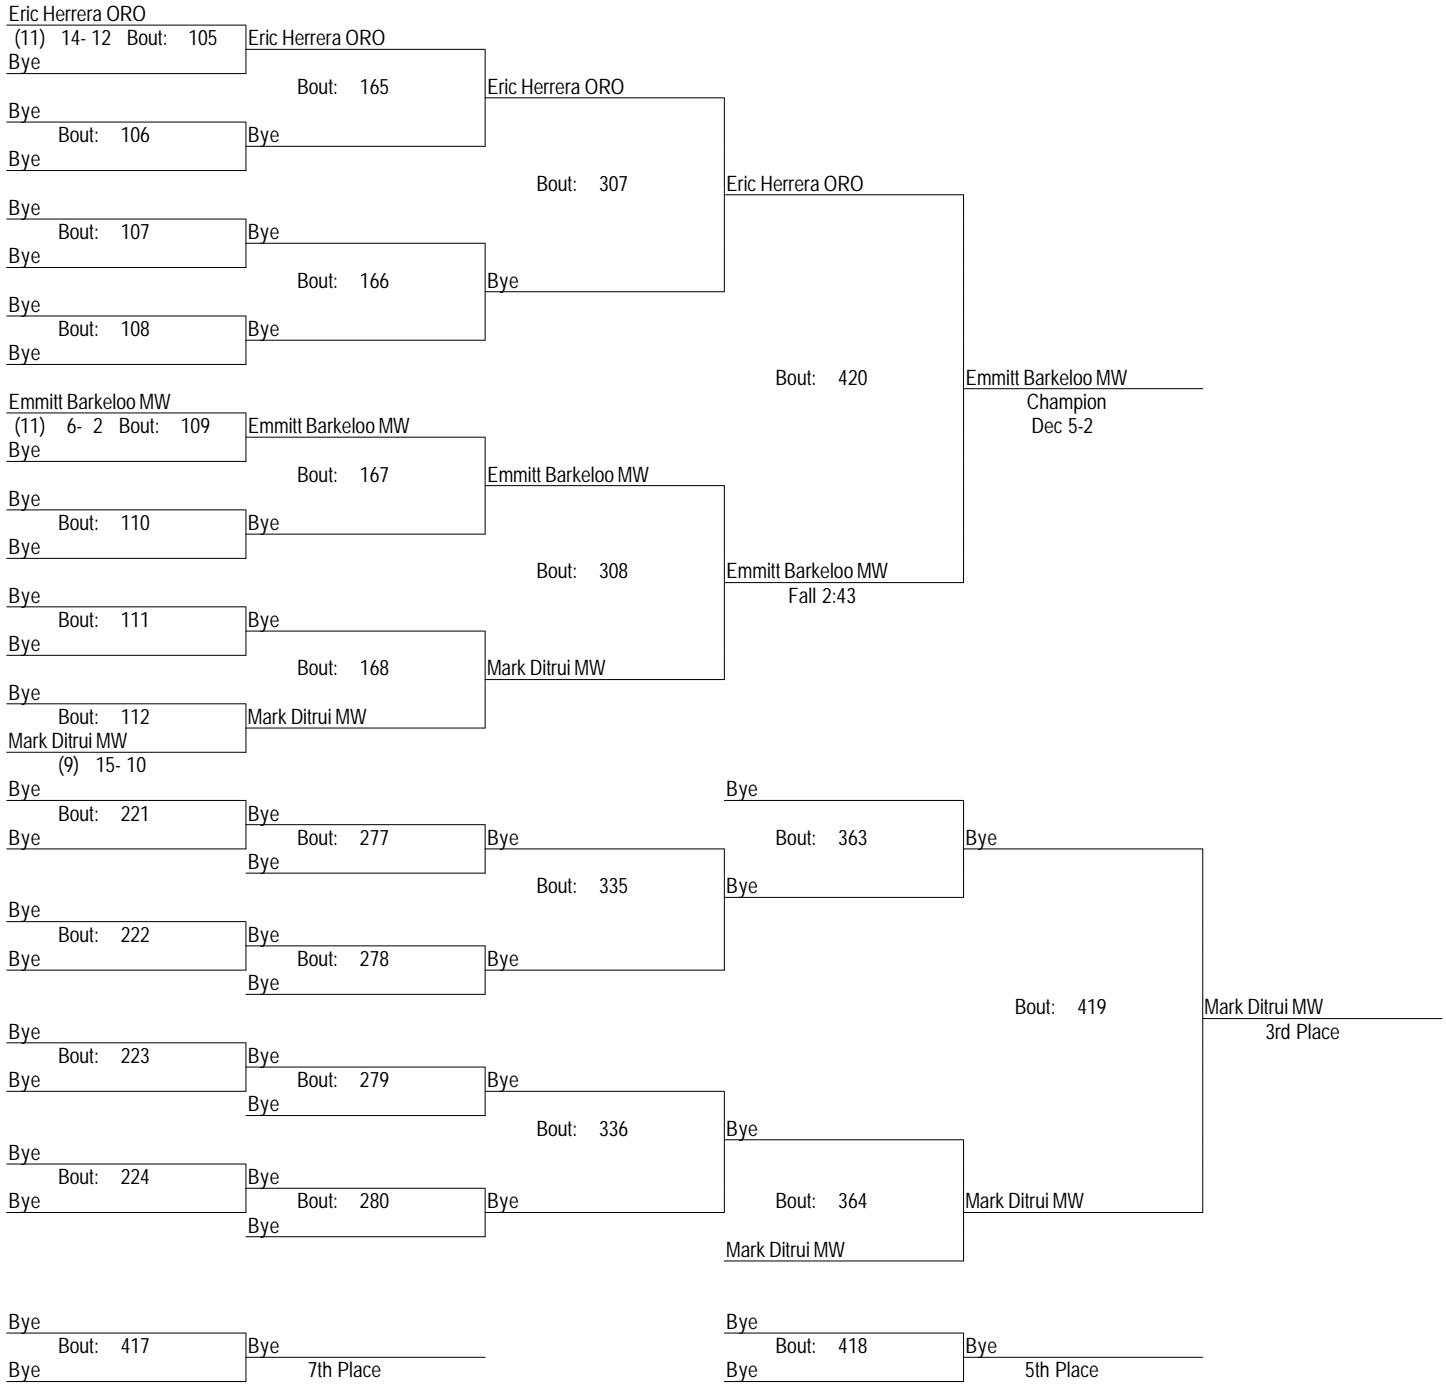 Eric Herrera ORO
(11) 14- 12 Bout: 105 Eric Herrera ORO
Bye
Bout: 165 Eric Herrera ORO
Bye
Bout: 106 Bye
Bye
Bout: 307 Eric Herrera ORO
Bye
Bout: 107 Bye
Bye
Bout: 166 Bye
Bye
Bout: 108 Bye
Bye
Bout: 420 Emmitt Barkeloo MW
Emmitt Barkeloo MW Champion
(11) 6- 2 Bout: 109 Emmitt Barkeloo MW Dec 5-2
Bye
Bout: 167 Emmitt Barkeloo MW
Bye
Bout: 110 Bye
Bye
Bout: 308 Emmitt Barkeloo MW
Bye Fall 2:43
Bout: 111 Bye
Bye
Bout: 168 Mark Ditrui MW
Bye
Bout: 112 Mark Ditrui MW
Mark Ditrui MW
(9) 15- 10
Bye Bye
Bout: 221 Bye
Bye Bout: 277 Bye Bout: 363 Bye
Bye
Bout: 335 Bye
Bye
Bout: 222 Bye
Bye Bout: 278 Bye
Bye
Bout: 419 Mark Ditrui MW
Bye 3rd Place
Bout: 223 Bye
Bye Bout: 279 Bye
Bye
Bout: 336 Bye
Bye
Bout: 224 Bye
Bye Bout: 280 Bye Bout: 364 Mark Ditrui MW
Bye
Mark Ditrui MW
Bye Bye
Bout: 417 Bye Bout: 418 Bye
Bye 7th Place Bye 5th Place